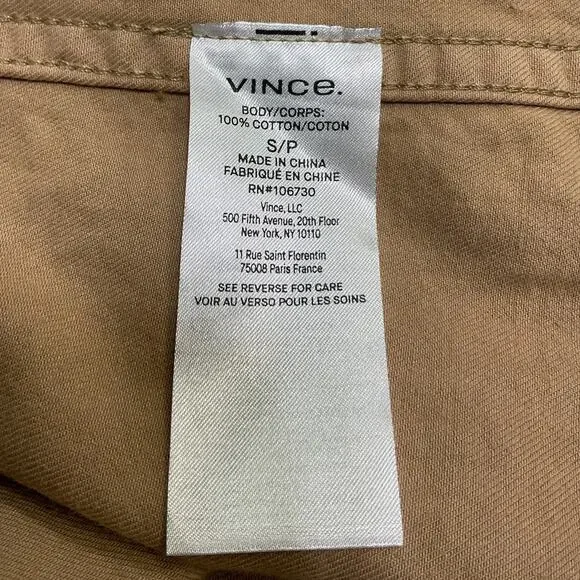 VINCE.
BODY/CORPS:
100% COTTON/COTON
S/P
MADE IN CHINA
FABRIQUÉ EN CHINE
RN#106730
Vince, LLC
500 Fifth Avenue, 20th Floor
New York, NY 10110
11 Rue Saint Florentin
75008 Paris France
SEE REVERSE FOR CARE
VOIR AU VERSO POUR LES SOINS